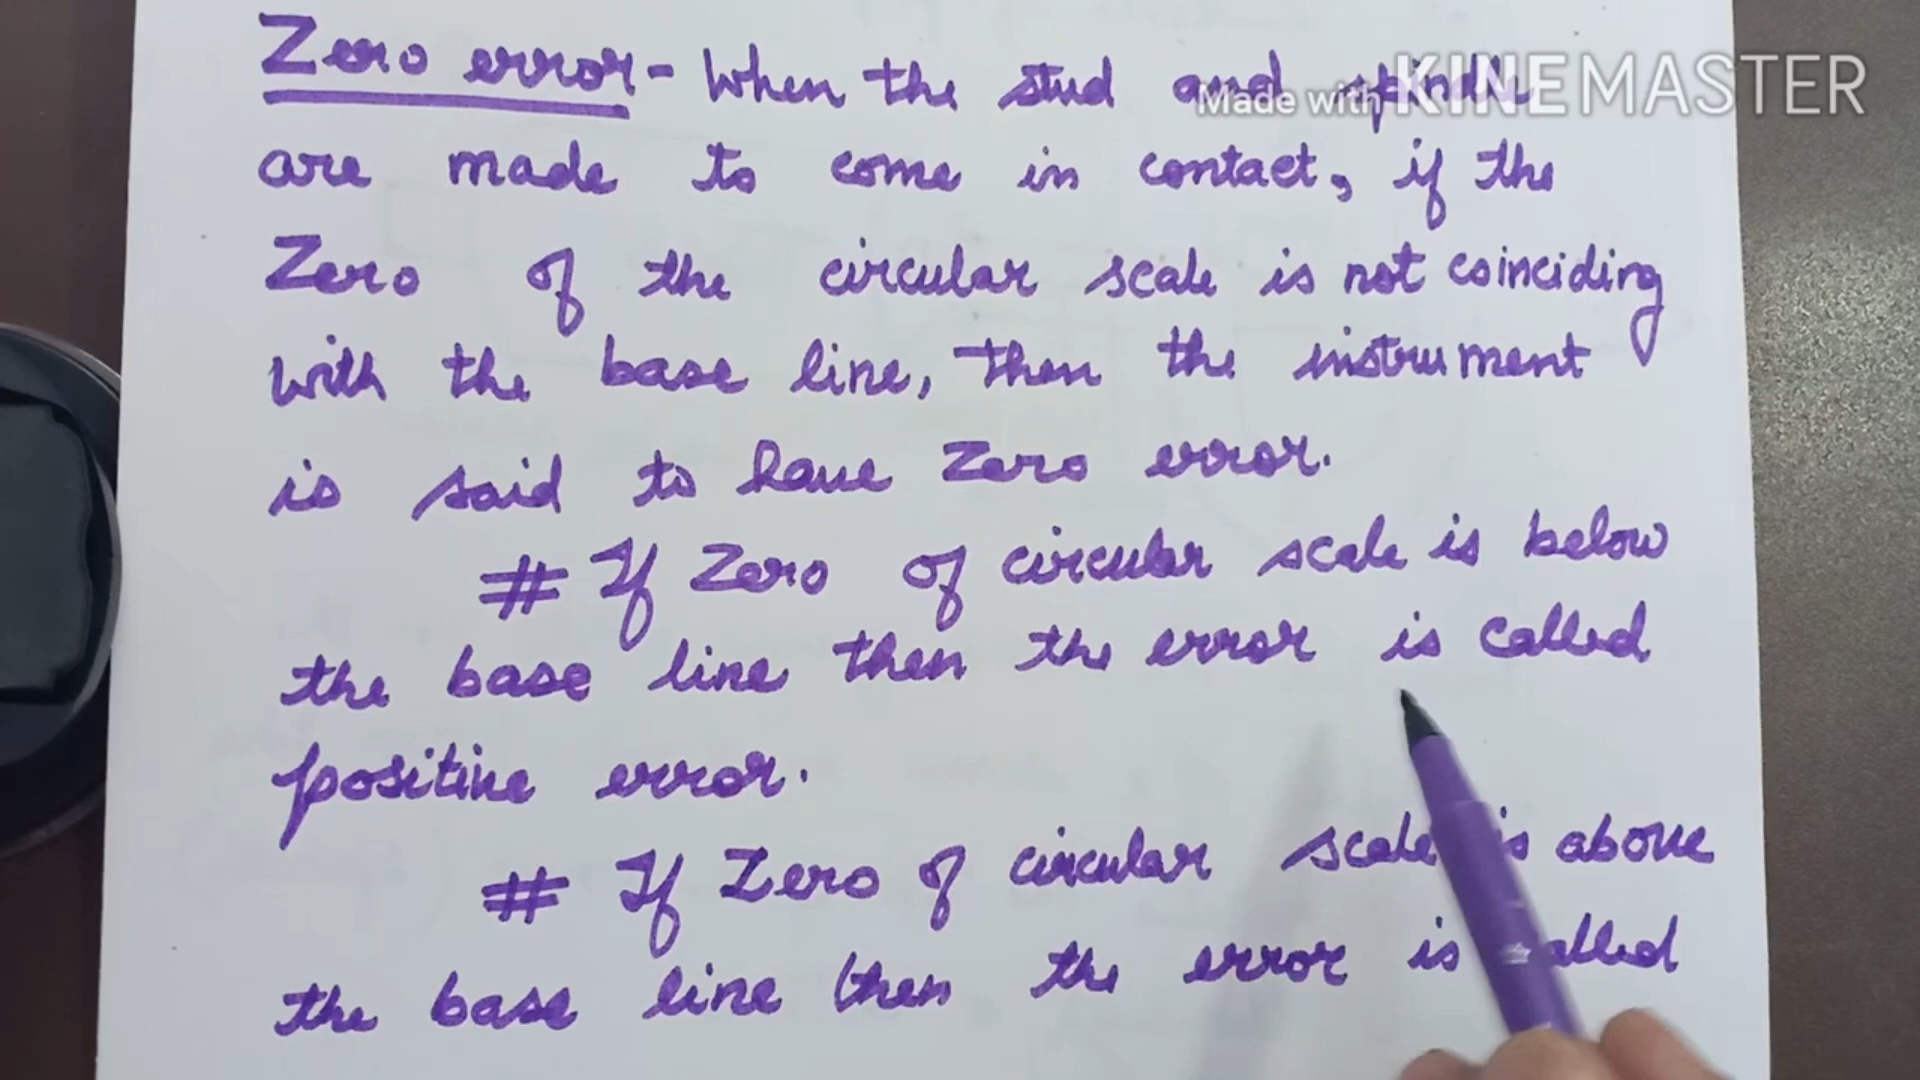 Zero error - When the stud and spindle
Made with KINEMASTER
are made to come in contact, if the
Zero of the circular scale is not coinciding
with the base line, then the instrument
is said to have Zero error.
# If Zero of circular scale is below
the base line then the error is called
positive error.
# If Zero of circular scale is above
the base line then the error is called